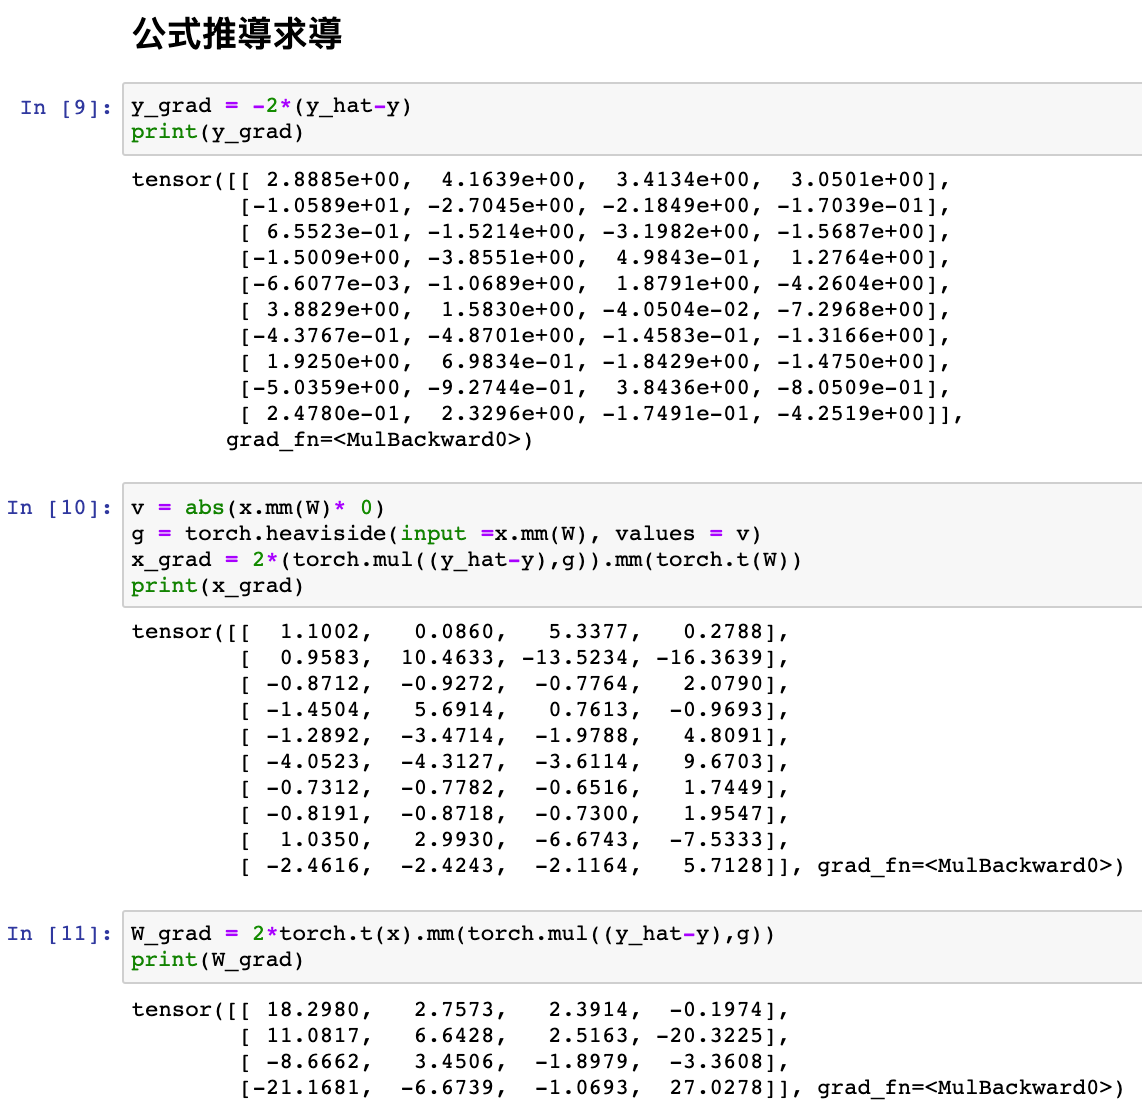 公式推導求導
In [9]: y_grad = -2*(y_hat-y)
print(y_grad)
tensor([[ 2.8885e+00,  4.1639e+00,  3.4134e+00,  3.0501e+00],
        [-1.0589e+01, -2.7045e+00, -2.1849e+00, -1.7039e-01],
        [ 6.5523e-01, -1.5214e+00, -3.1982e+00, -1.5687e+00],
        [-1.5009e+00, -3.8551e+00,  4.9843e-01,  1.2764e+00],
        [-6.6077e-03, -1.0689e+00,  1.8791e+00, -4.2604e+00],
        [ 3.8829e+00,  1.5830e+00, -4.0504e-02, -7.2968e+00],
        [-4.3767e-01, -4.8701e+00, -1.4583e-01, -1.3166e+00],
        [ 1.9250e+00,  6.9834e-01, -1.8429e+00, -1.4750e+00],
        [-5.0359e+00, -9.2744e-01,  3.8436e+00, -8.0509e-01],
        [ 2.4780e-01,  2.3296e+00, -1.7491e-01, -4.2519e+00]],
       grad_fn=<MulBackward0>)
In [10]: v = abs(x.mm(W)* 0)
g = torch.heaviside(input =x.mm(W), values = v)
x_grad = 2*(torch.mul((y_hat-y),g)).mm(torch.t(W))
print(x_grad)
tensor([[  1.1002,   0.0860,   5.3377,   0.2788],
        [  0.9583,  10.4633, -13.5234, -16.3639],
        [ -0.8712,  -0.9272,  -0.7764,   2.0790],
        [ -1.4504,   5.6914,   0.7613,  -0.9693],
        [ -1.2892,  -3.4714,  -1.9788,   4.8091],
        [ -4.0523,  -4.3127,  -3.6114,   9.6703],
        [ -0.7312,  -0.7782,  -0.6516,   1.7449],
        [ -0.8191,  -0.8718,  -0.7300,   1.9547],
        [  1.0350,   2.9930,  -6.6743,  -7.5333],
        [ -2.4616,  -2.4243,  -2.1164,   5.7128]], grad_fn=<MulBackward0>)
In [11]: W_grad = 2*torch.t(x).mm(torch.mul((y_hat-y),g))
print(W_grad)
tensor([[ 18.2980,   2.7573,   2.3914,  -0.1974],
        [ 11.0817,   6.6428,   2.5163, -20.3225],
        [ -8.6662,   3.4506,  -1.8979,  -3.3608],
        [-21.1681,  -6.6739,  -1.0693,  27.0278]], grad_fn=<MulBackward0>)